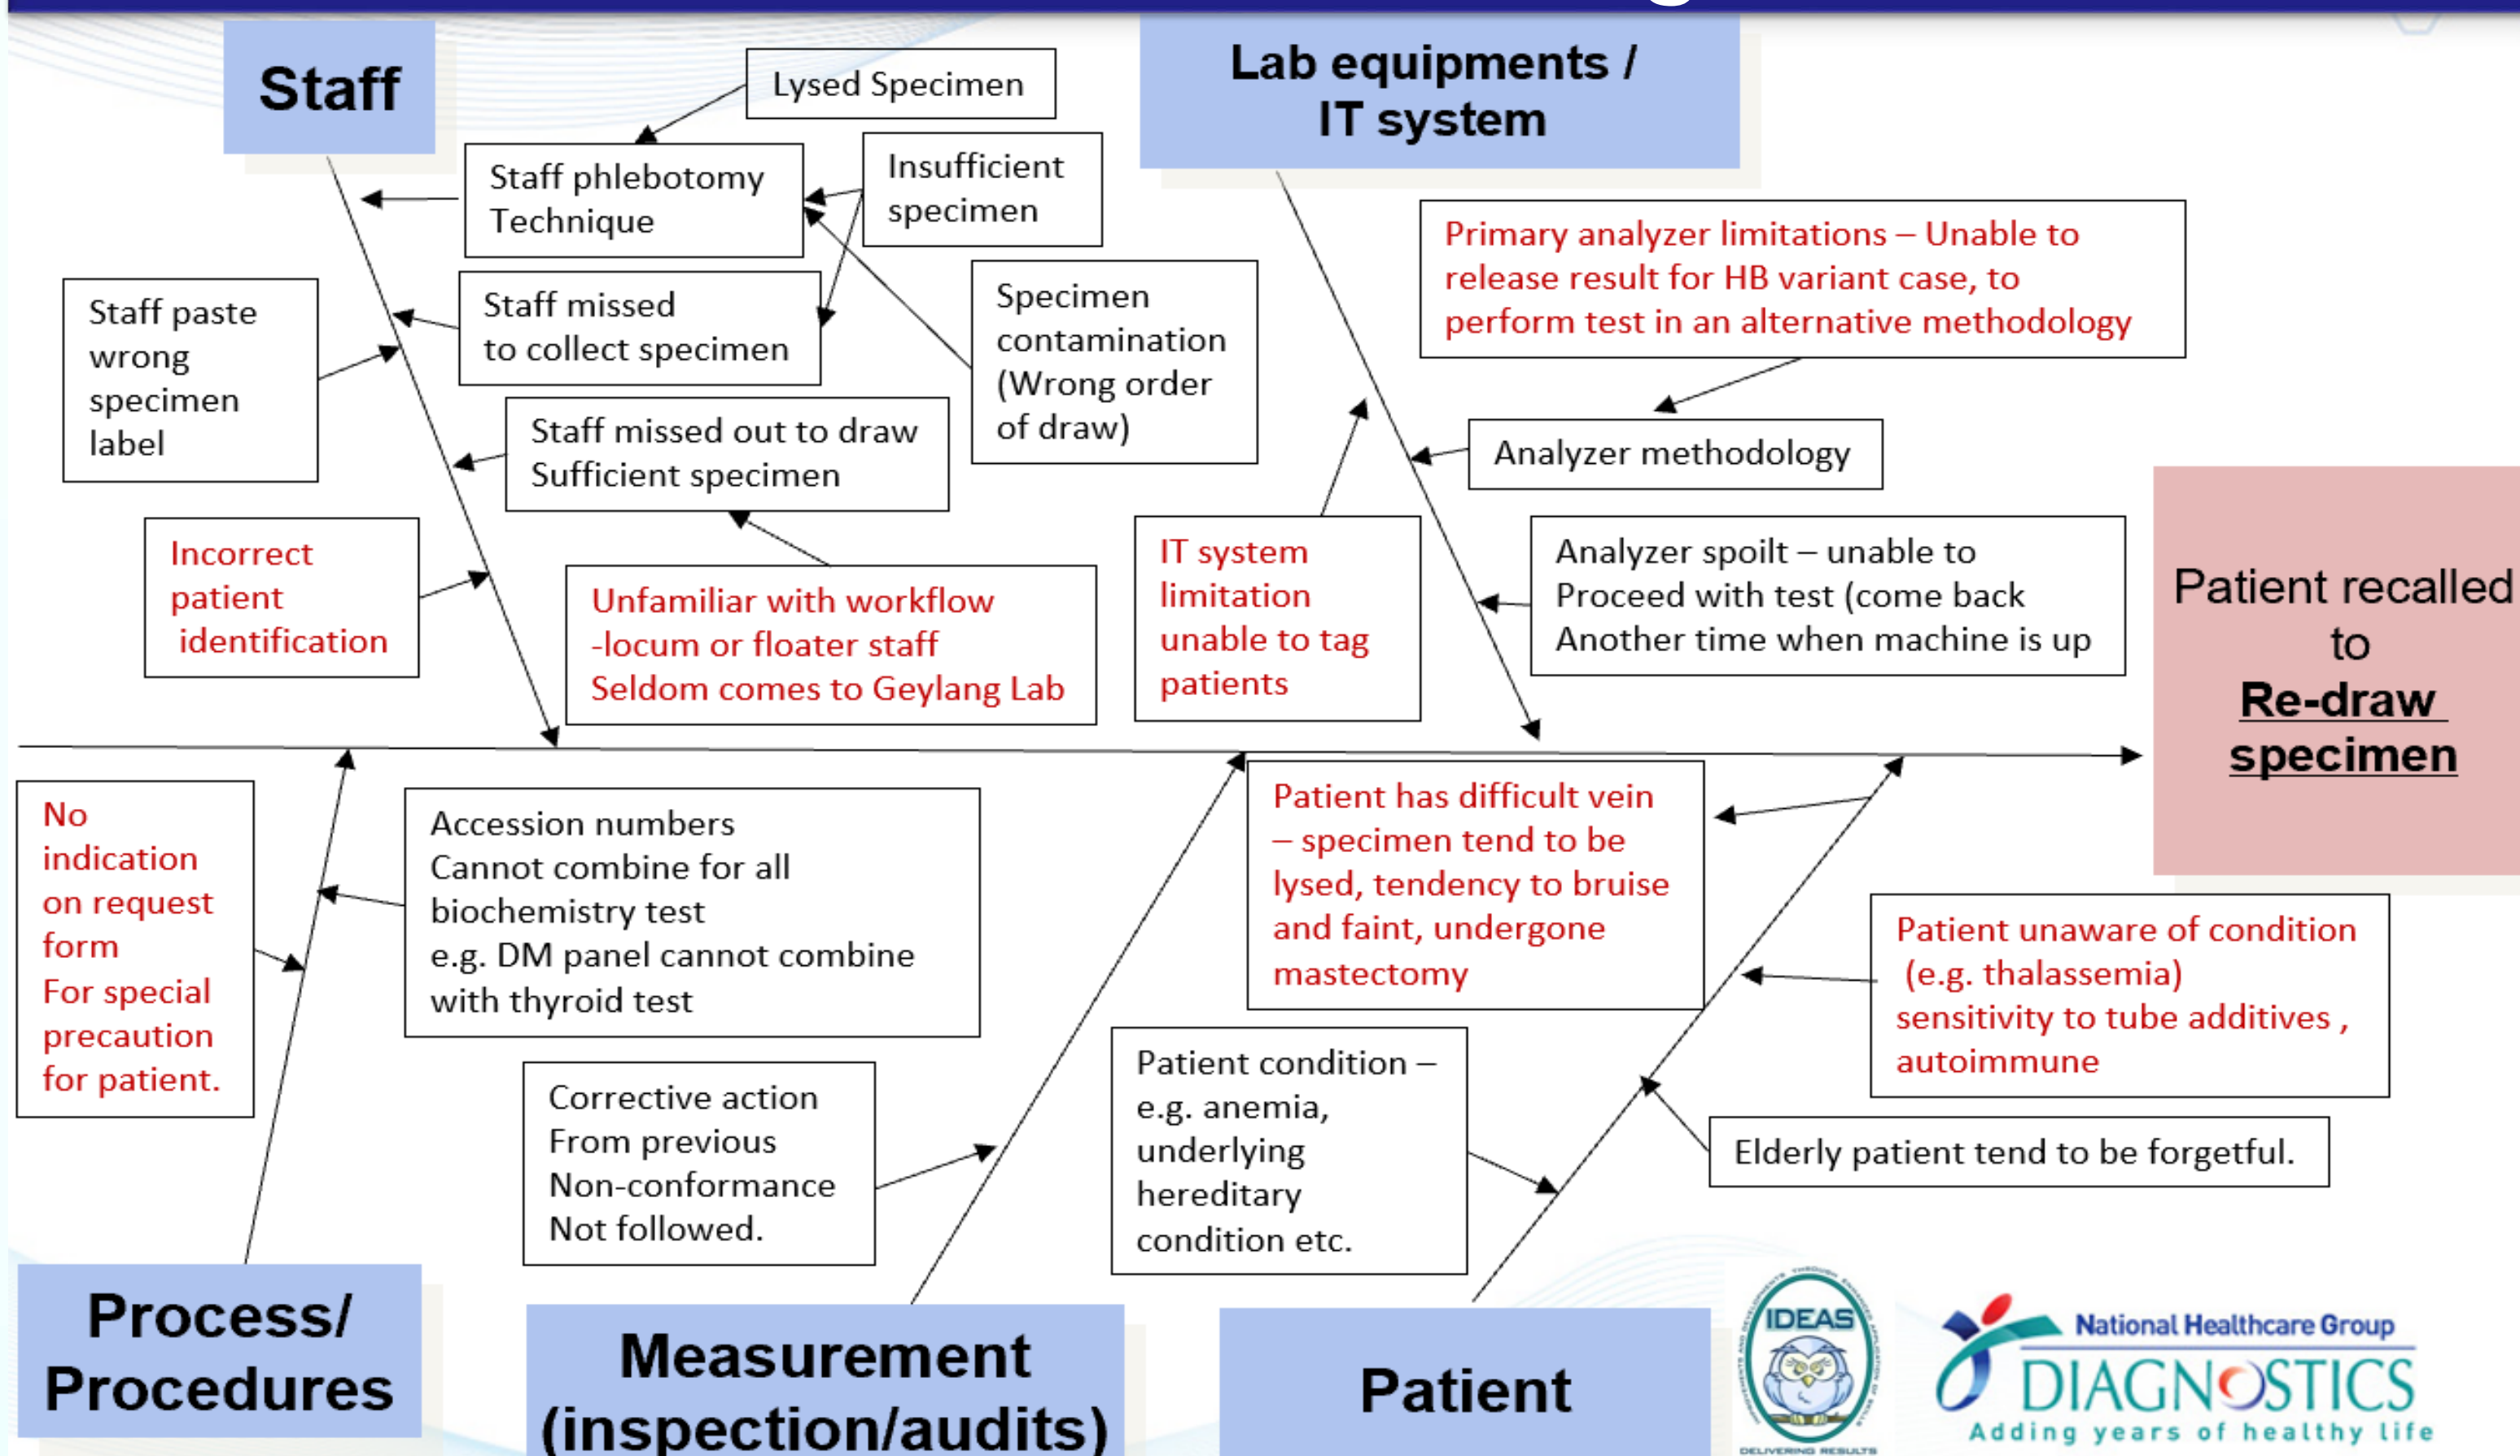 Staff
Lab equipments /
IT system
Lysed Specimen
Staff phlebotomy
Technique
Insufficient
specimen
Primary analyzer limitations – Unable to
release result for HB variant case, to
perform test in an alternative methodology
Staff paste
wrong
specimen
label
Staff missed
to collect specimen
Specimen
contamination
(Wrong order
of draw)
Staff missed out to draw
Sufficient specimen
Analyzer methodology
Incorrect
patient
identification
Unfamiliar with workflow
-locum or floater staff
Seldom comes to Geylang Lab
IT system
limitation
unable to tag
patients
Analyzer spoilt – unable to
Proceed with test (come back
Another time when machine is up
Patient recalled
to
Re-draw
specimen
No
indication
on request
form
For special
precaution
for patient.
Accession numbers
Cannot combine for all
biochemistry test
e.g. DM panel cannot combine
with thyroid test
Patient has difficult vein
– specimen tend to be
lysed, tendency to bruise
and faint, undergone
mastectomy
Patient unaware of condition
(e.g. thalassemia)
sensitivity to tube additives ,
autoimmune
Corrective action
From previous
Non-conformance
Not followed.
Patient condition –
e.g. anemia,
underlying
hereditary
condition etc.
Elderly patient tend to be forgetful.
Process/
Procedures
Measurement
(inspection/audits)
Patient
IDEAS
DELIVERING RESULTS
National Healthcare Group
DIAGNOSTICS
Adding years of healthy life